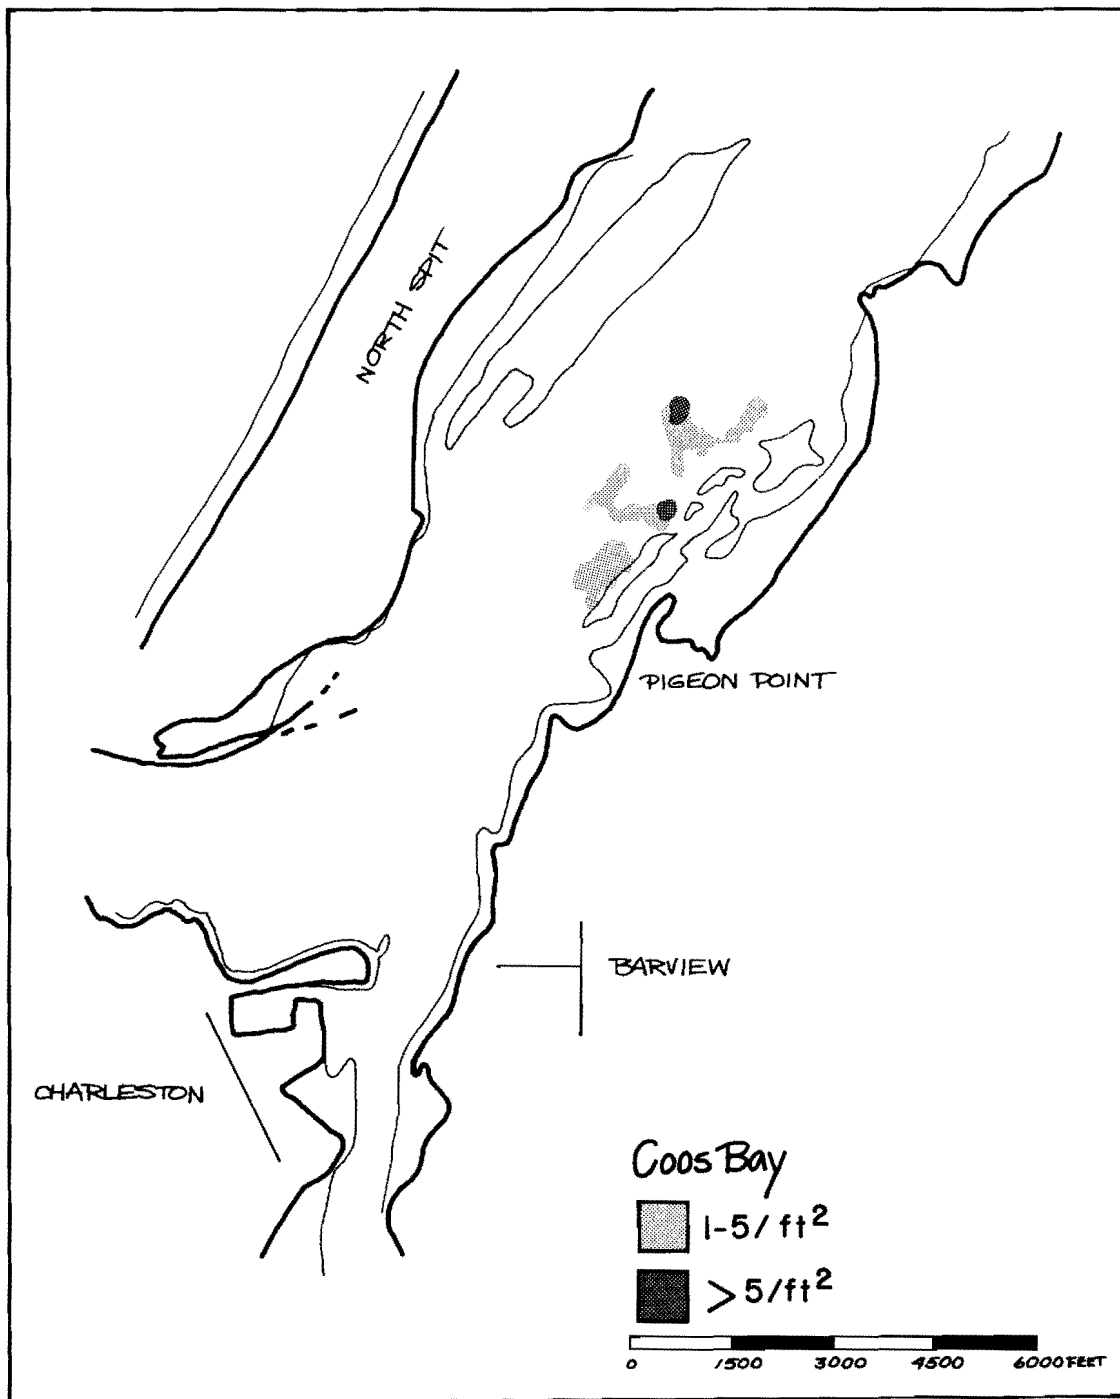 NORTH SPIT
PIGEON POINT
BARVIEW
CHARLESTON
Coos Bay
1-5/ft²
>5/ft²
0 1500 3000 4500 6000 FEET